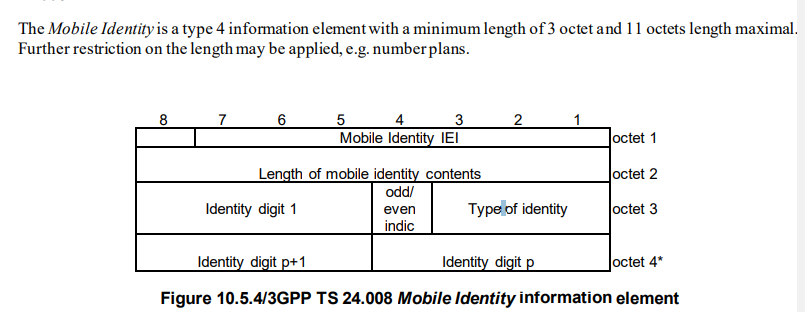 The Mobile Identity is a type 4 information element with a minimum length of 3 octet and 11 octets length maximal.
Further restriction on the length may be applied, e.g. number plans.
8 7 6 5 4 3 2 1
Mobile Identity IEI octet 1
Length of mobile identity contents octet 2
odd/
Identity digit 1 even Type of identity octet 3
indic
Identity digit p+1 Identity digit p octet 4*
Figure 10.5.4/3GPP TS 24.008 Mobile Identity information element